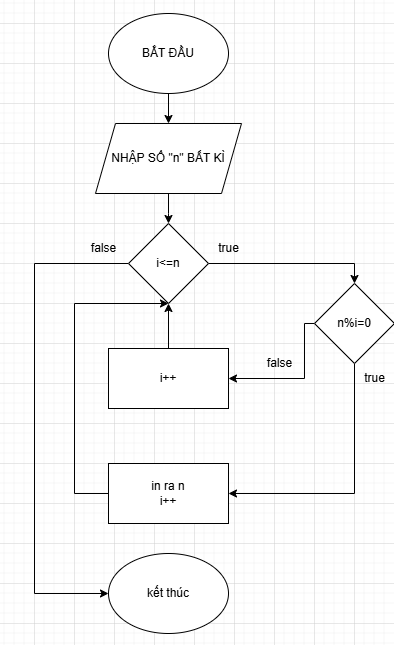 BẮT ĐẦU
NHẬP SỐ "n" BẤT KÌ
false
true
i<=n
n%i=0
false
i++
true
in ra n
i++
kết thúc